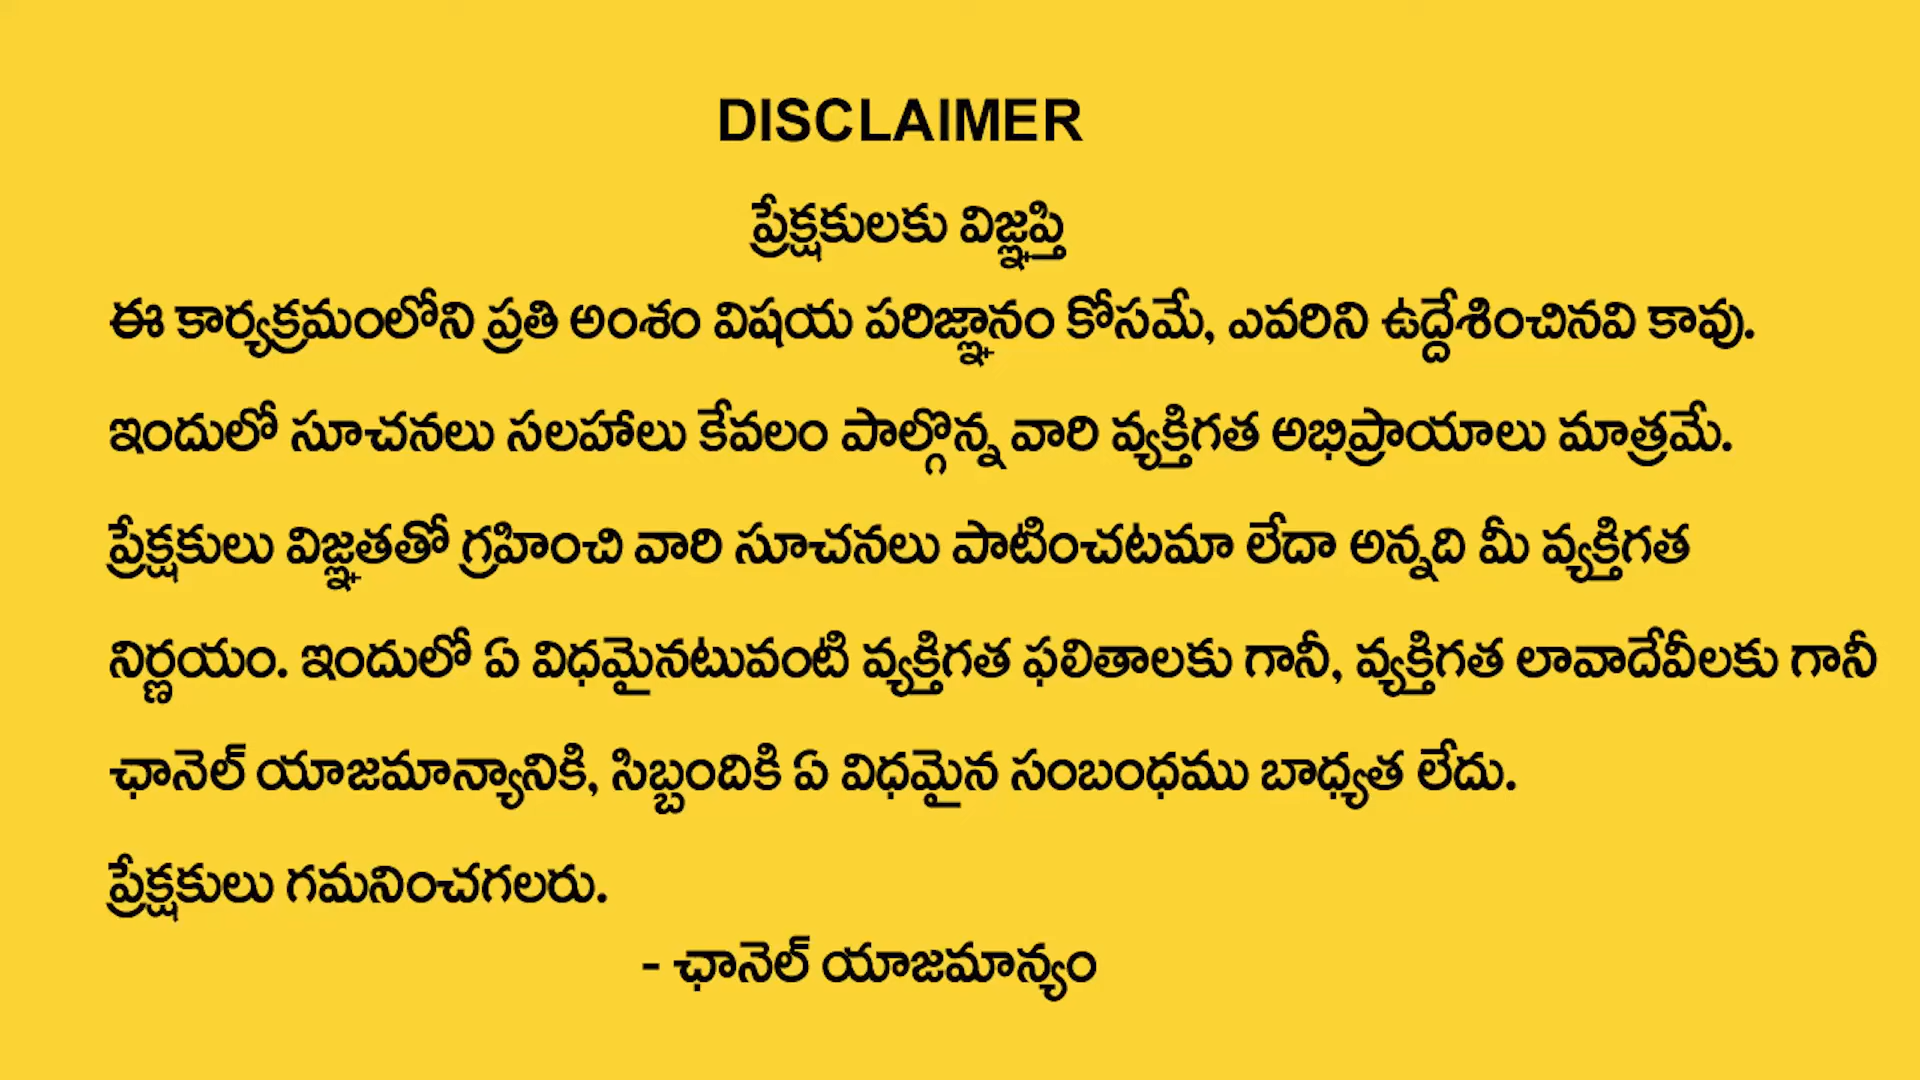 DISCLAIMER
ప్రేక్షకులకు విజ్ఞప్తి
ఈ కార్యక్రమంలోని ప్రతి అంశం విషయ పరిజ్ఞానం కోసమే, ఎవరిని ఉద్దేశించినవి కావు.
ఇందులో సూచనలు సలహాలు కేవలం పాల్గొన్న వారి వ్యక్తిగత అభిప్రాయాలు మాత్రమే.
ప్రేక్షకులు విజ్ఞతతో గ్రహించి వారి సూచనలు పాటించటమా లేదా అన్నది మీ వ్యక్తిగత
నిర్ణయం. ఇందులో ఏ విధమైనటువంటి వ్యక్తిగత ఫలితాలకు గానీ, వ్యక్తిగత లావాదేవీలకు గానీ
ఛానెల్ యాజమాన్యానికి, సిబ్బందికి ఏ విధమైన సంబంధము బాధ్యత లేదు.
ప్రేక్షకులు గమనించగలరు.
- ఛానెల్ యాజమాన్యం